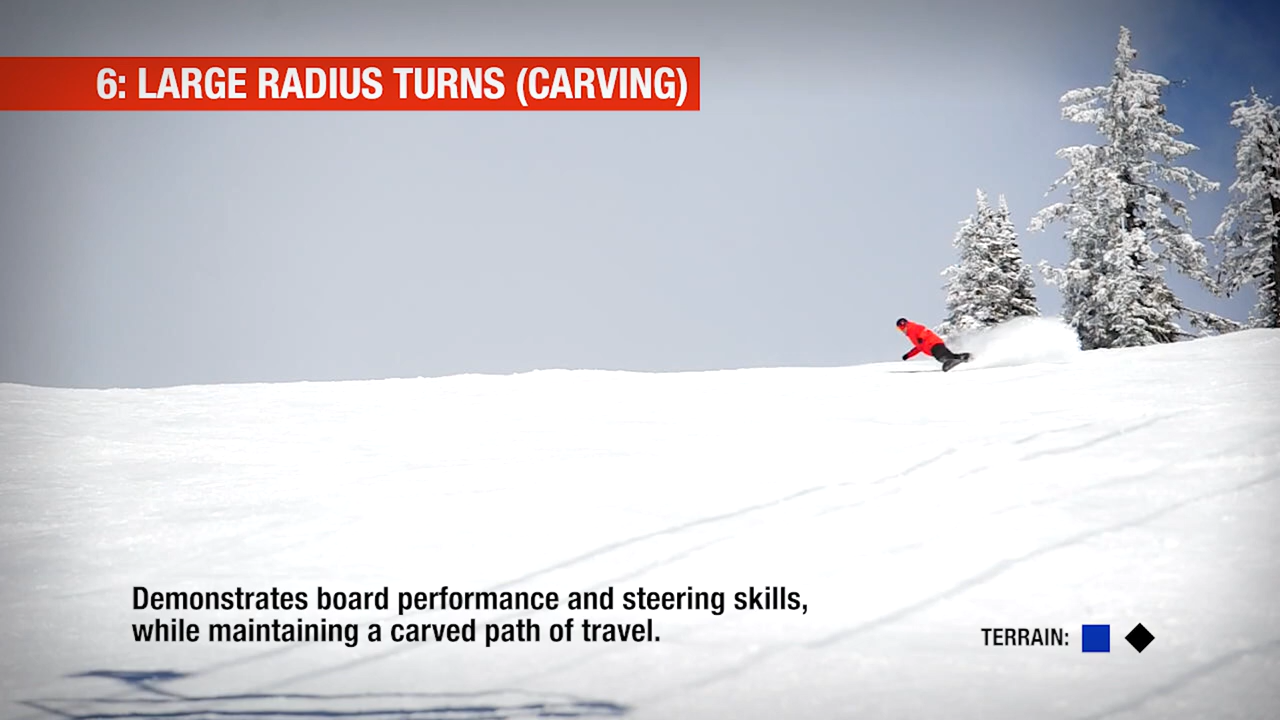 6: LARGE RADIUS TURNS (CARVING)
Demonstrates board performance and steering skills,
while maintaining a carved path of travel.
TERRAIN: